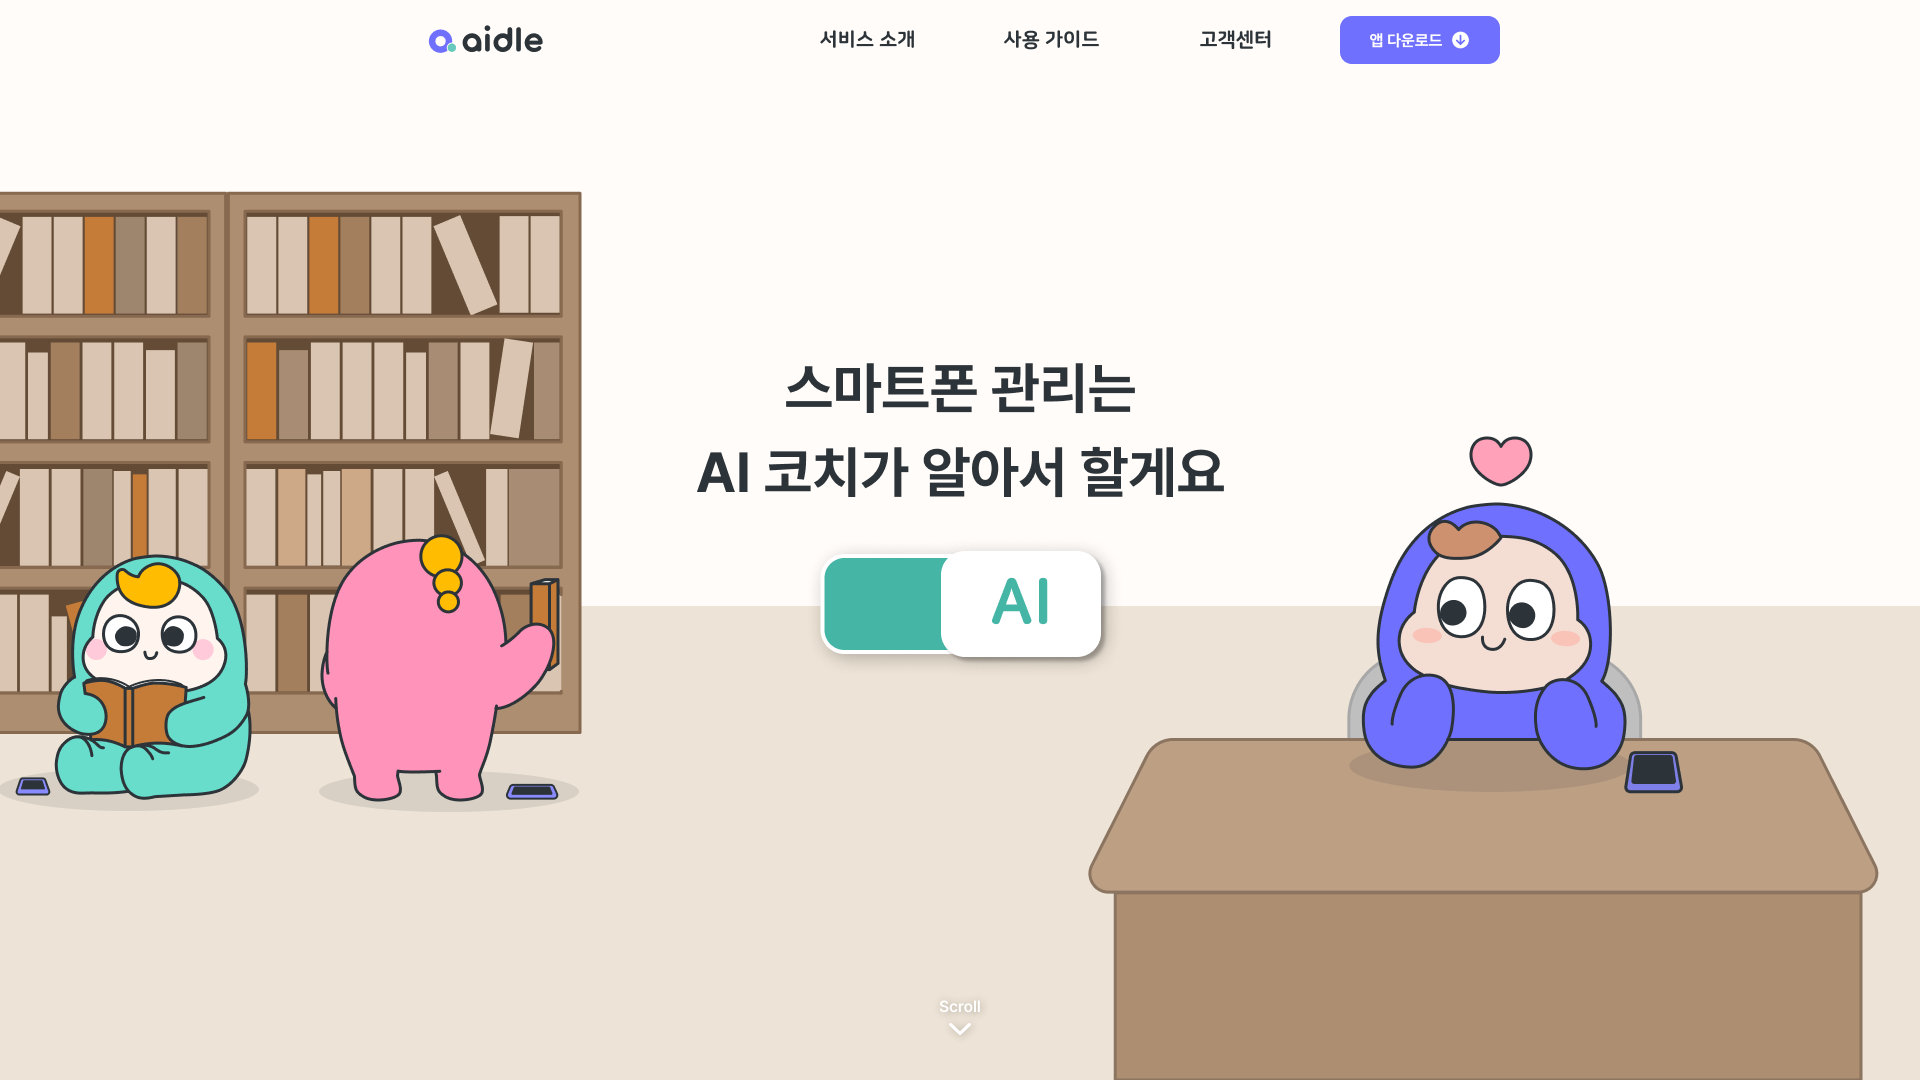 aidle
서비스 소개
사용 가이드
고객센터
앱 다운로드
스마트폰 관리는
AI 코치가 알아서 할게요
AI
Scroll